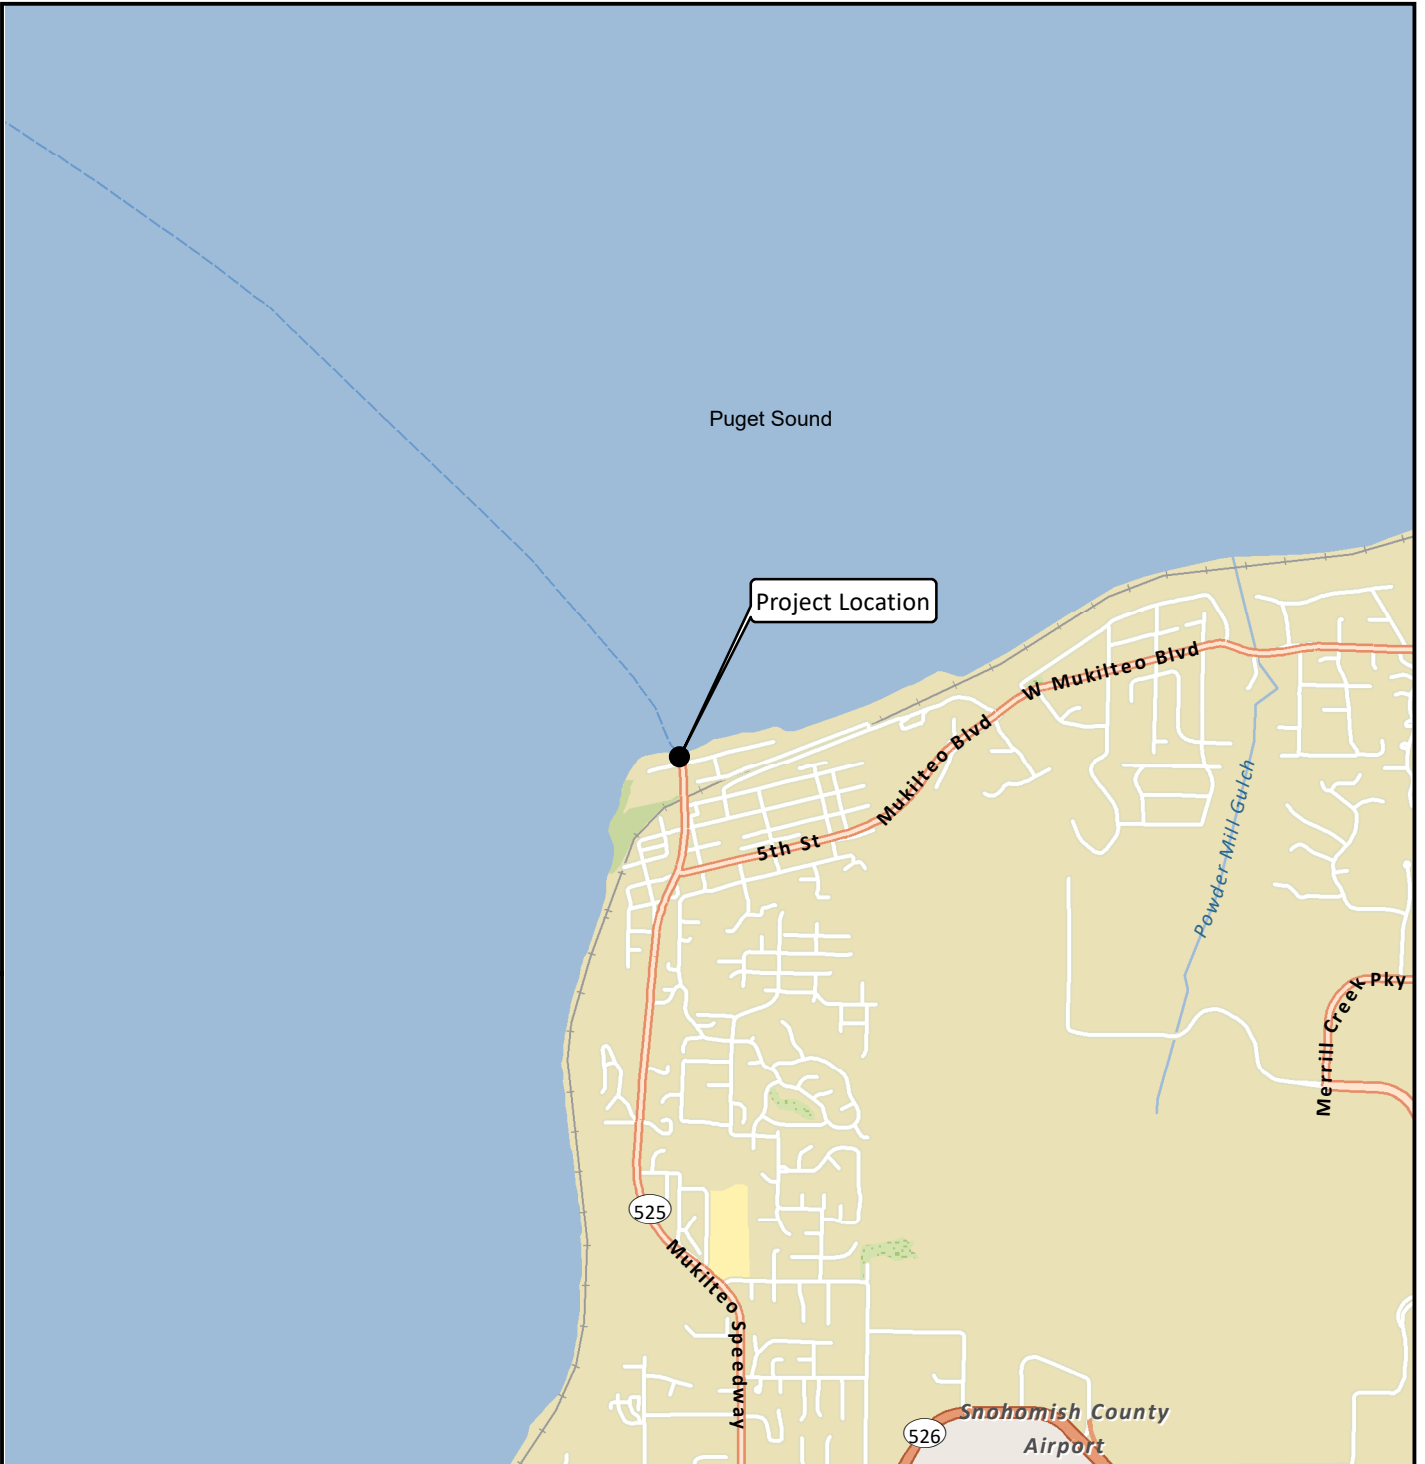 Puget Sound
Project Location
W Mukilteo Blvd
Mukilteo Blvd
5th St
Powder Mill Gulch
Merrill Creek Pky
525
Mukilteo Speedway
Snohomish County
Airport
526